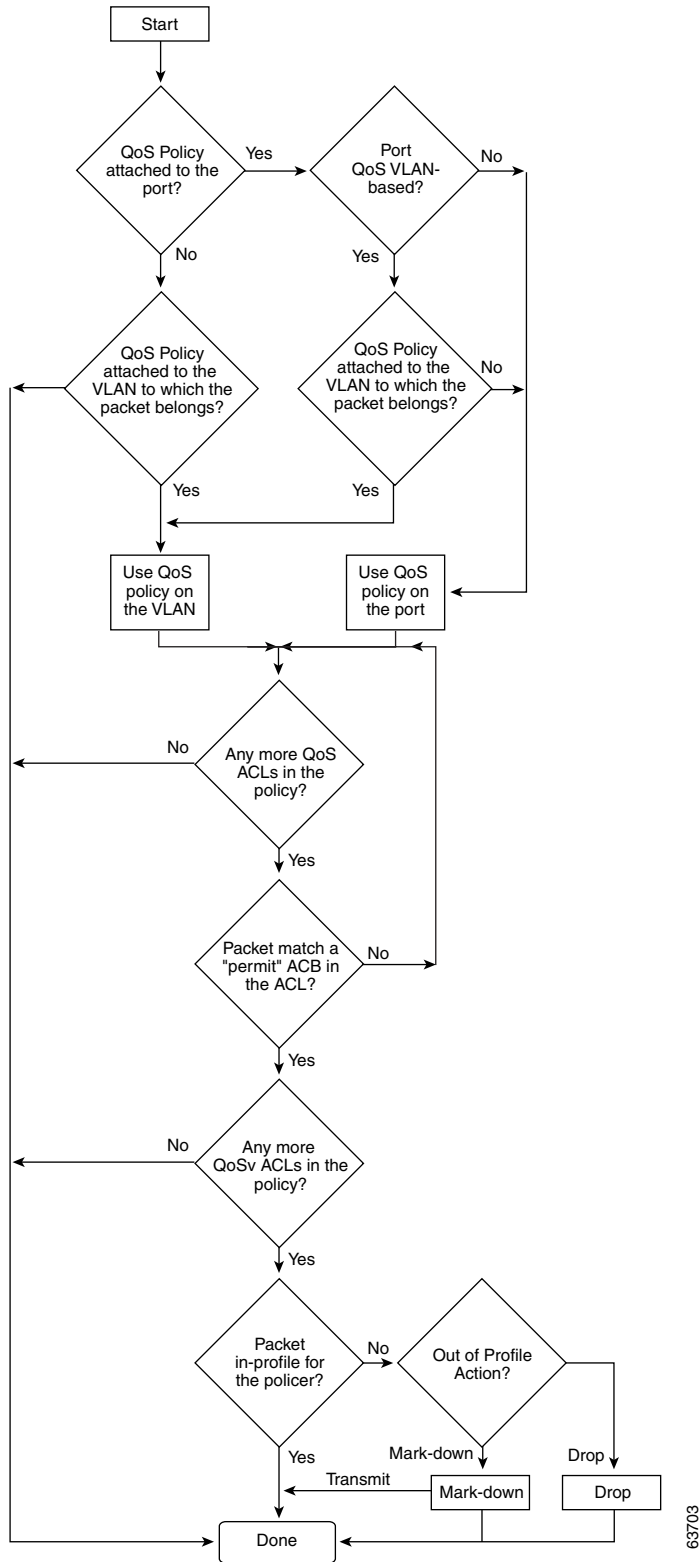 Start
QoS Policy
attached to the
port?
Yes
Port
QoS VLAN-
based?
No
No
Yes
QoS Policy
attached to the
VLAN to which the
packet belongs?
QoS Policy
attached to the
VLAN to which the
packet belongs?
No
Yes
Yes
Use QoS
policy on
the VLAN
Use QoS
policy on
the port
No
Any more QoS
ACLs in the
policy?
Yes
Packet match a
"permit" ACB in
the ACL?
No
Yes
No
Any more
QoSv ACLs in the
policy?
Yes
Packet
in-profile for
the policer?
No
Out of Profile
Action?
Yes
Mark-down
Drop
Transmit
Mark-down
Drop
Done
63703